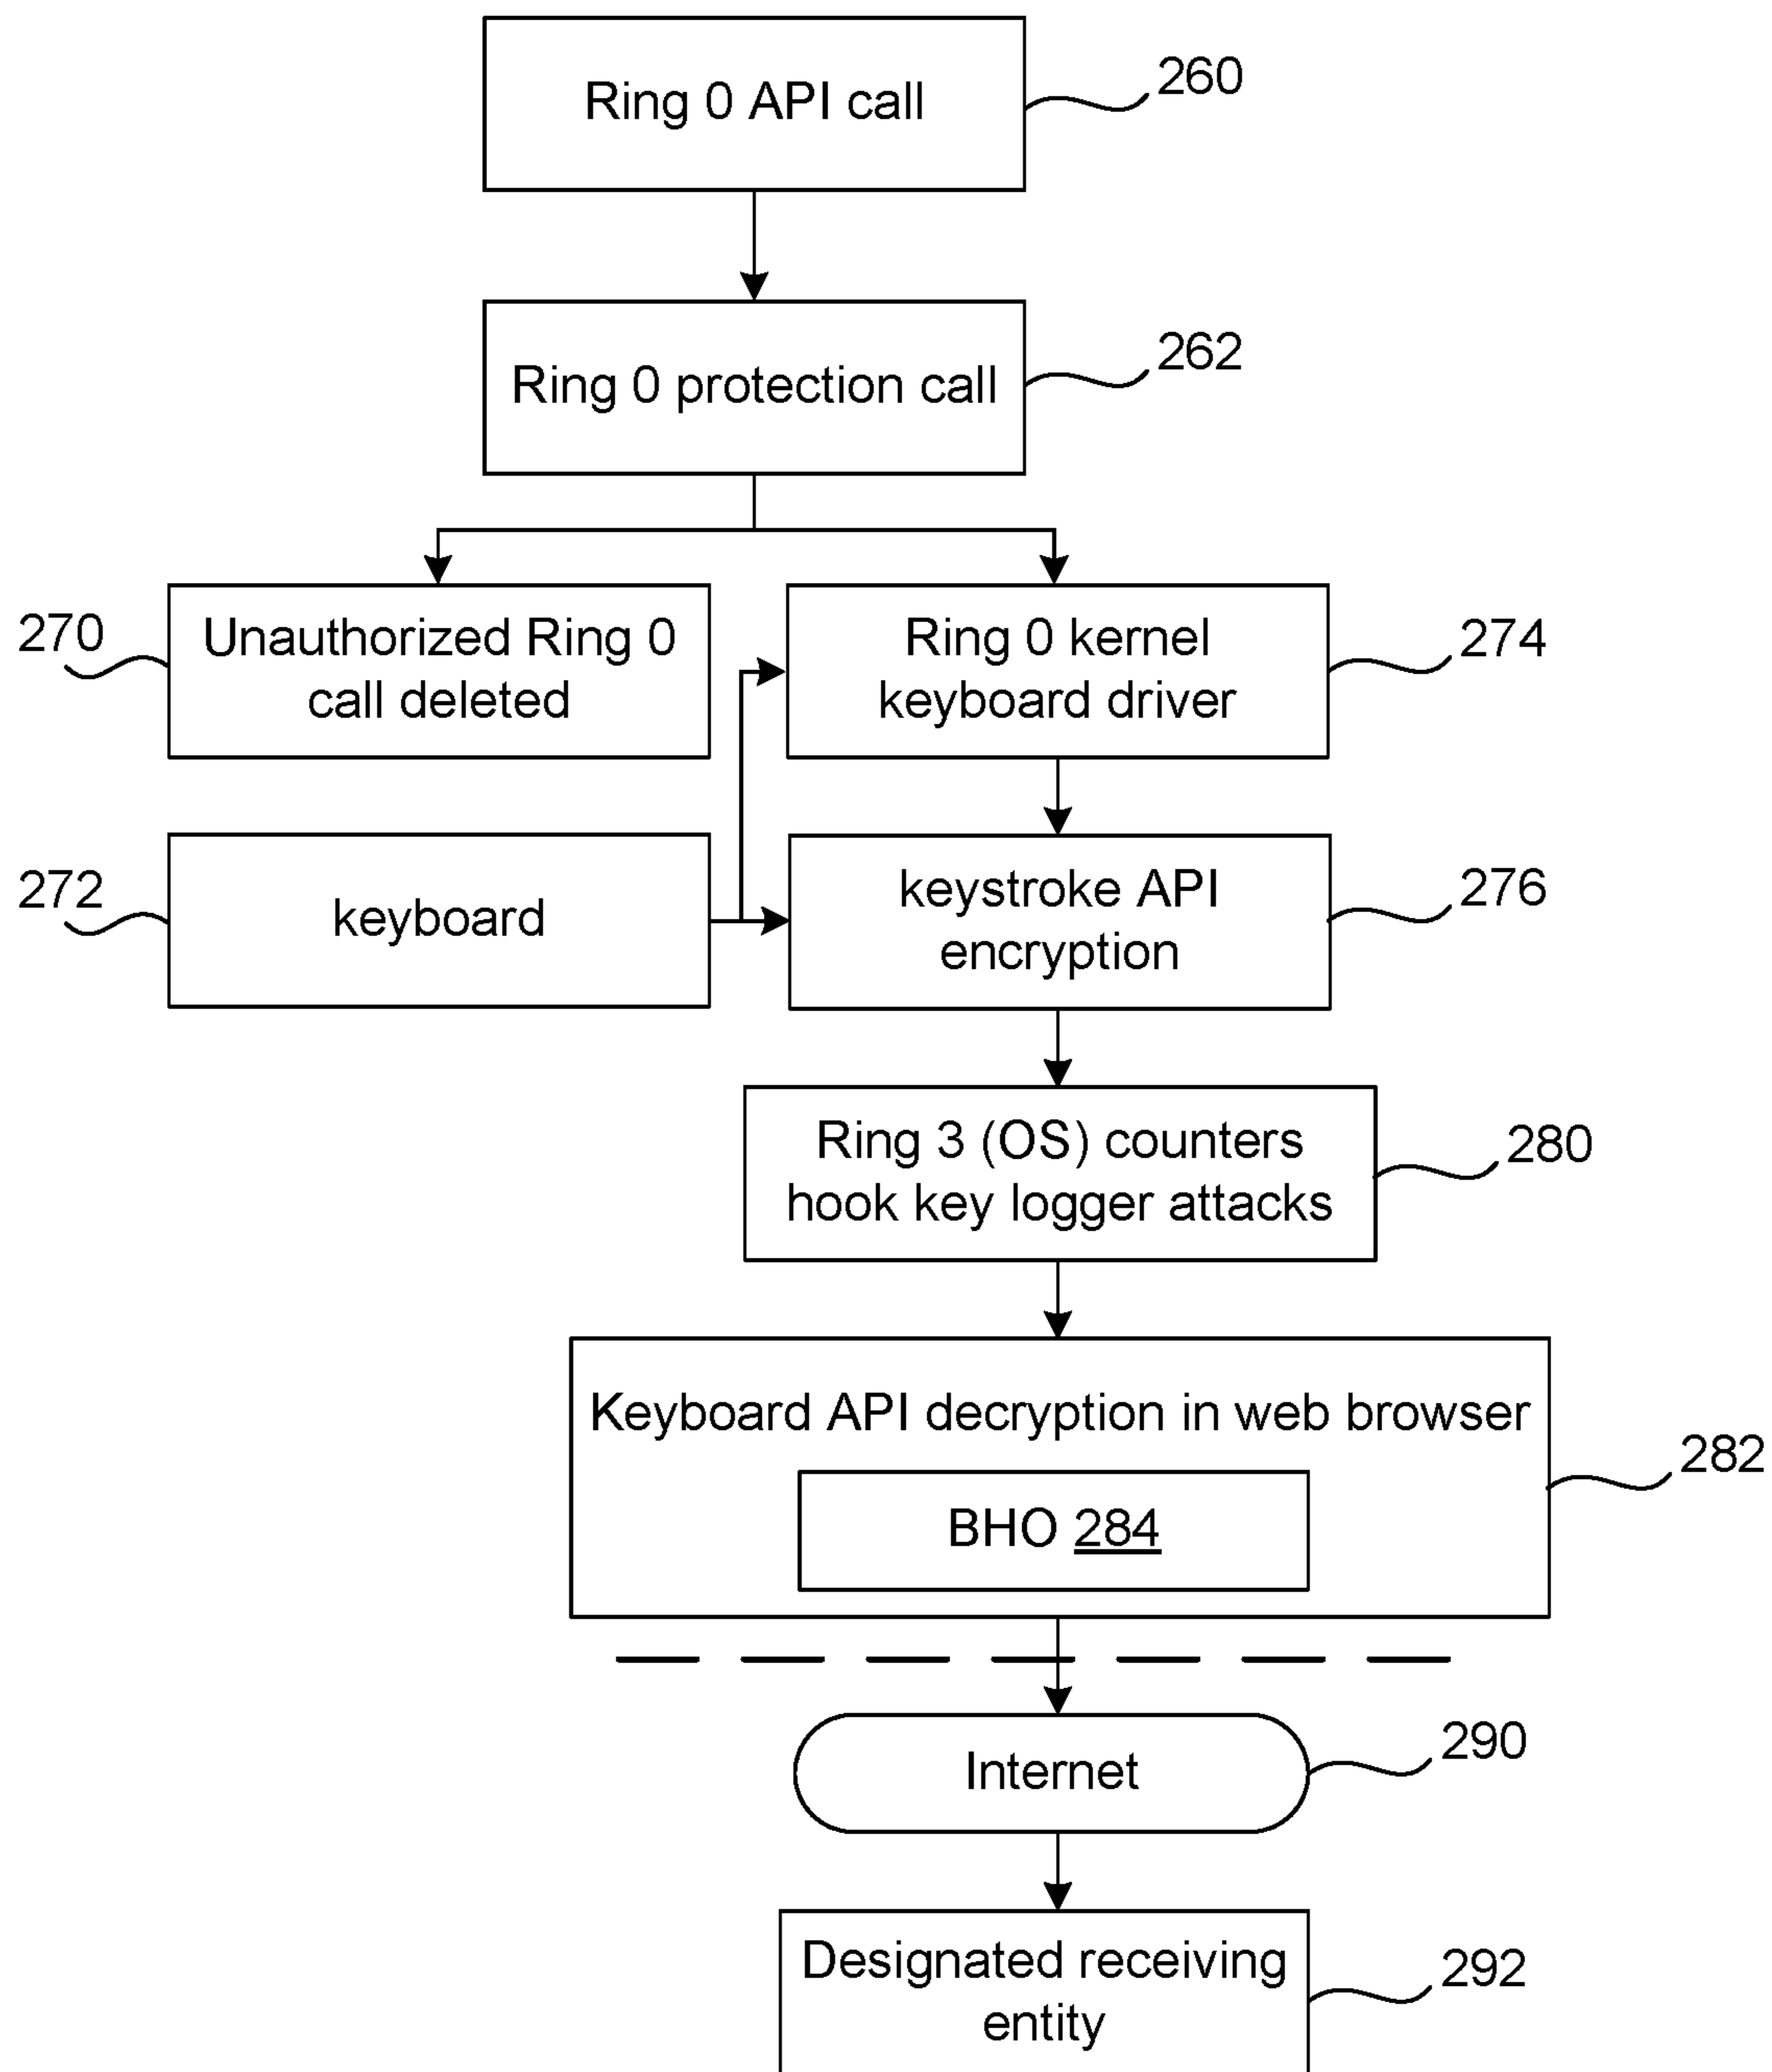 Ring 0 API call
260
Ring 0 protection call
262
270
Unauthorized Ring 0
call deleted
Ring 0 kernel
keyboard driver
274
272
keyboard
keystroke API
encryption
276
Ring 3 (OS) counters
hook key logger attacks
280
Keyboard API decryption in web browser
282
BHO 284
Internet
290
Designated receiving
entity
292